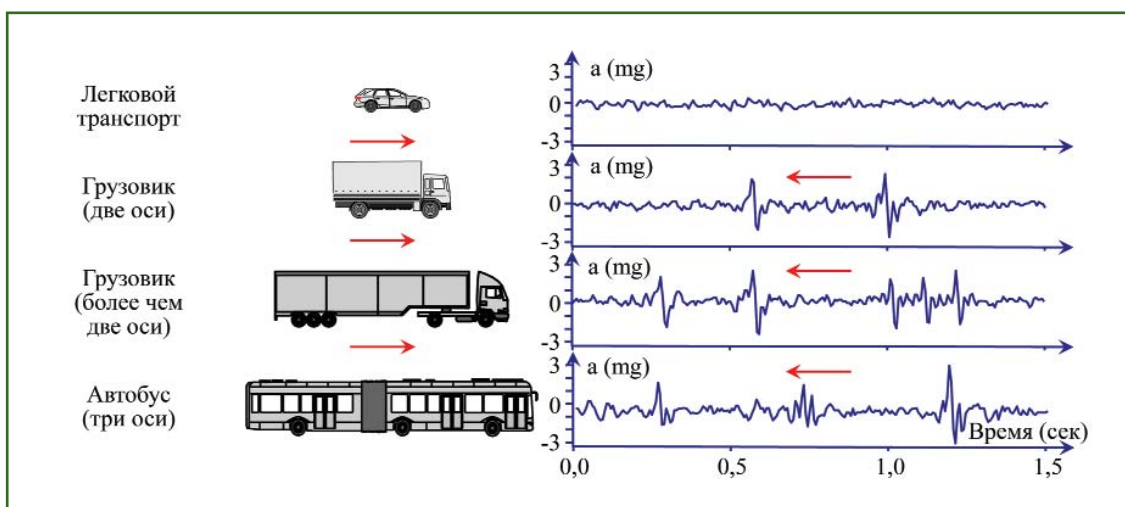 Легковой
транспорт
3
0
-3
a (mg)
Грузовик
(две оси)
3
0
-3
a (mg)
Грузовик
(более чем
две оси)
3
0
-3
a (mg)
Автобус
(три оси)
3
0
-3
a (mg)
Время (сек)
0,0 0,5 1,0 1,5